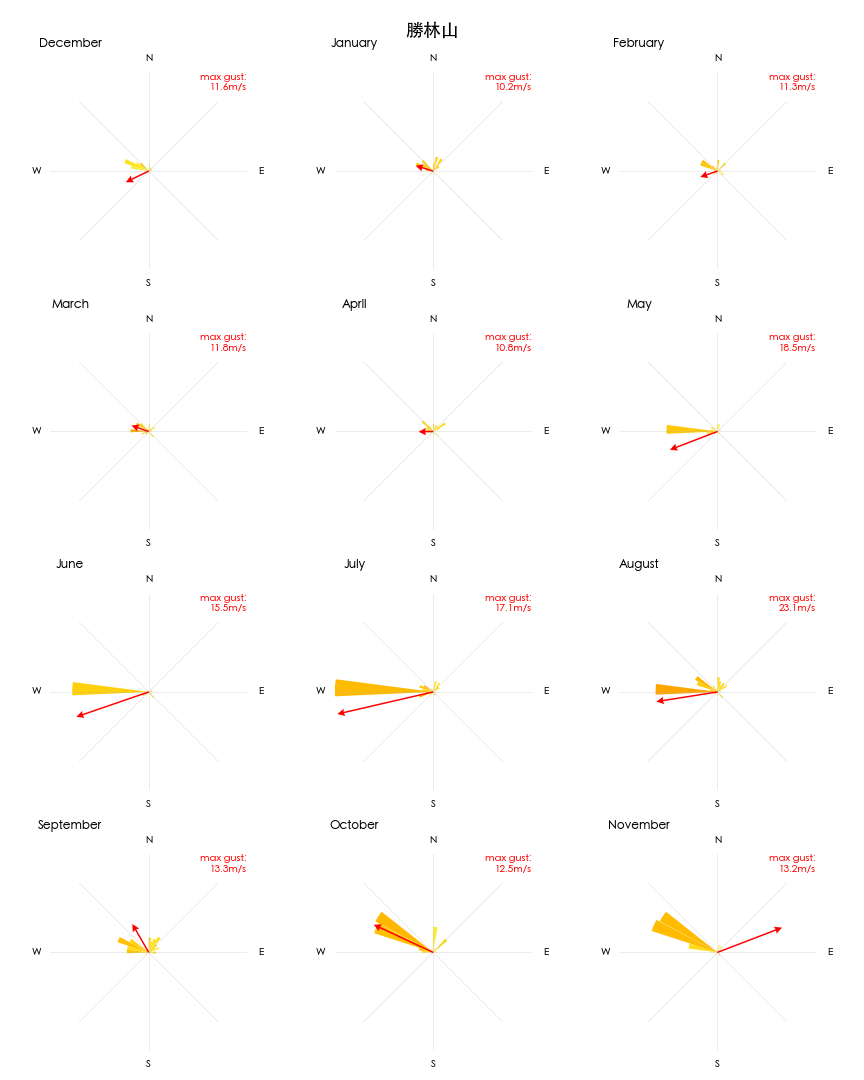 勝林山
December
N
max gust:
11.6m/s
W
E
S
January
N
max gust:
10.2m/s
W
E
S
February
N
max gust:
11.3m/s
W
E
S
March
N
max gust:
11.8m/s
W
E
S
April
N
max gust:
10.8m/s
W
E
S
May
N
max gust:
18.5m/s
W
E
S
June
N
max gust:
15.5m/s
W
E
S
July
N
max gust:
17.1m/s
W
E
S
August
N
max gust:
23.1m/s
W
E
S
September
N
max gust:
13.3m/s
W
E
S
October
N
max gust:
12.5m/s
W
E
S
November
N
max gust:
13.2m/s
W
E
S